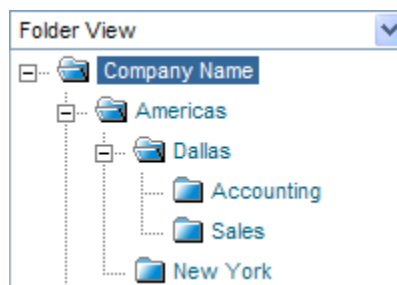 Folder View
Company Name
Americas
Dallas
Accounting
Sales
New York